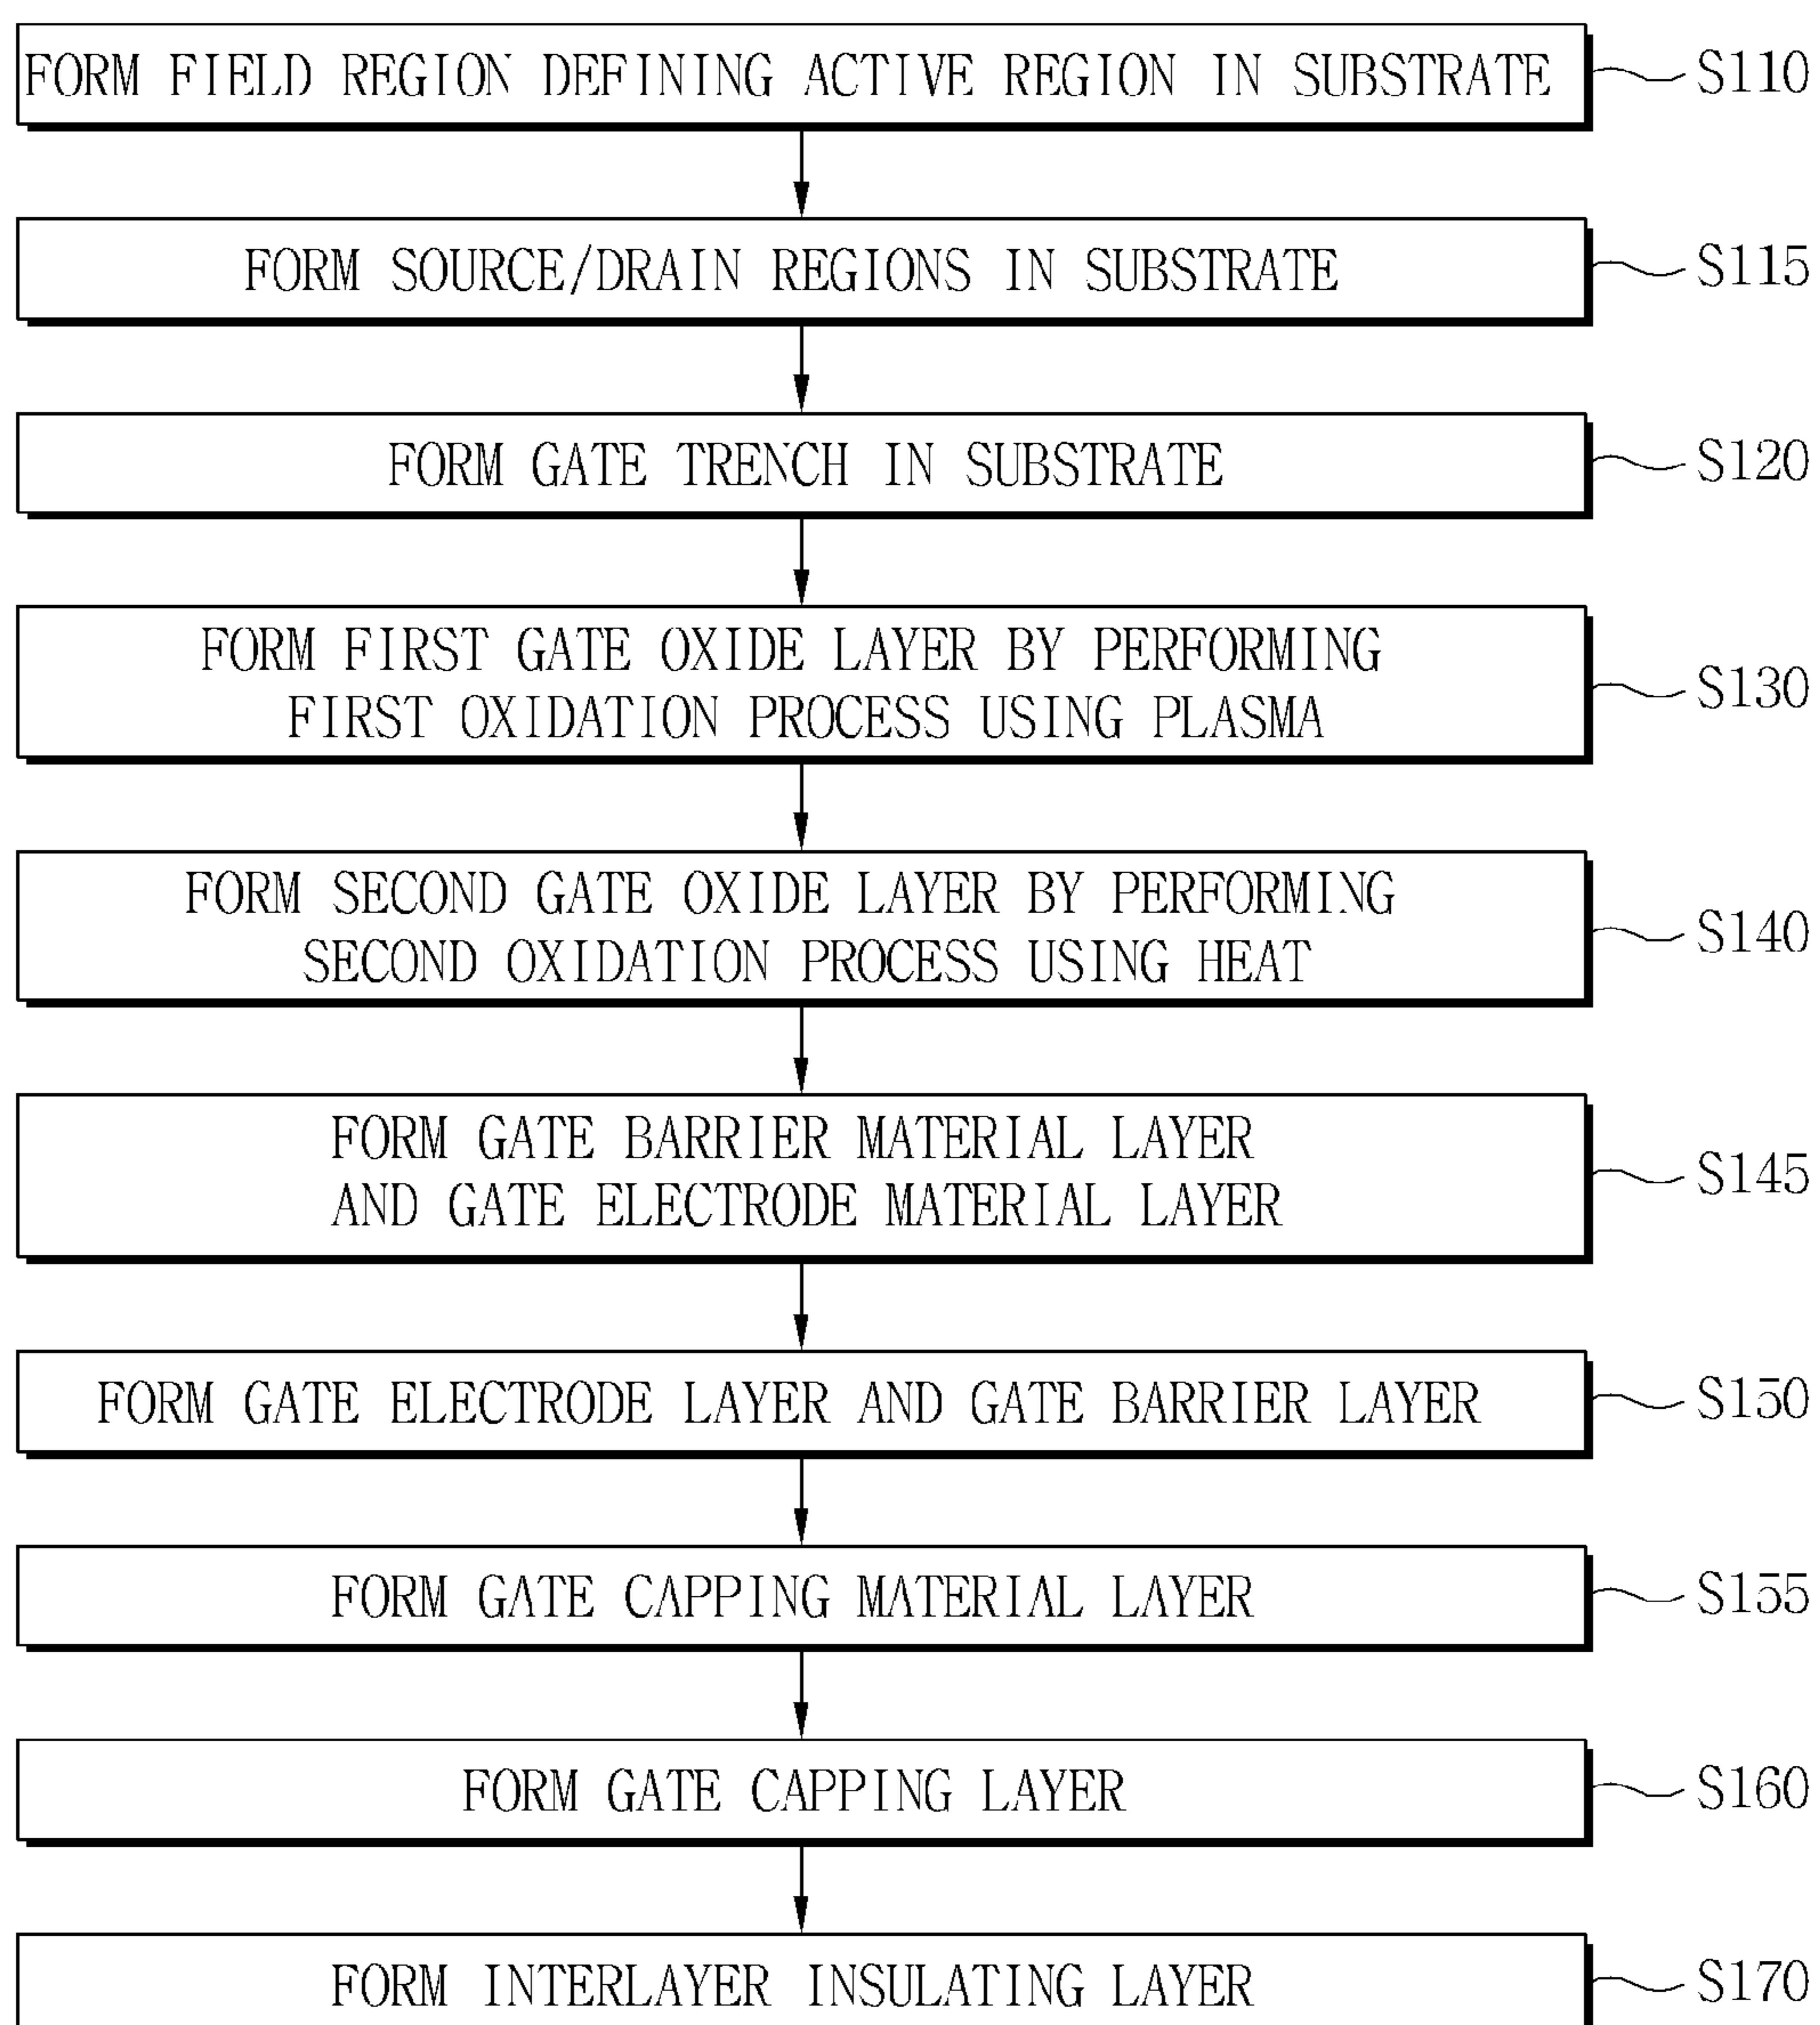 FORM FIELD REGION DEFINING ACTIVE REGION IN SUBSTRATE S110
FORM SOURCE/DRAIN REGIONS IN SUBSTRATE S115
FORM GATE TRENCH IN SUBSTRATE S120
FORM FIRST GATE OXIDE LAYER BY PERFORMING
FIRST OXIDATION PROCESS USING PLASMA
S130
FORM SECOND GATE OXIDE LAYER BY PERFORMING
SECOND OXIDATION PROCESS USING HEAT
S140
FORM GATE BARRIER MATERIAL LAYER
AND GATE ELECTRODE MATERIAL LAYER
S145
FORM GATE ELECTRODE LAYER AND GATE BARRIER LAYER S150
FORM GATE CAPPING MATERIAL LAYER S155
FORM GATE CAPPING LAYER S160
FORM INTERLAYER INSULATING LAYER S170